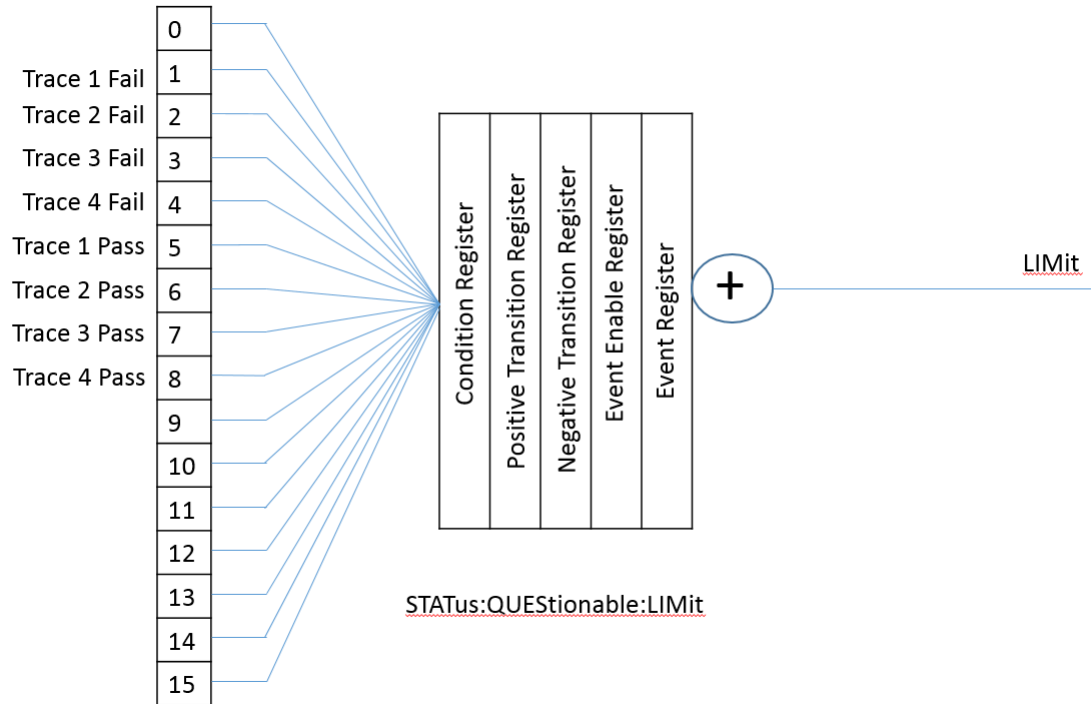 0
Trace 1 Fail 1
Trace 2 Fail 2
Trace 3 Fail 3
Trace 4 Fail 4
Trace 1 Pass 5
Trace 2 Pass 6
Trace 3 Pass 7
Trace 4 Pass 8
9
10
11
12
13
14
15
Condition Register
Positive Transition Register
Negative Transition Register
Event Enable Register
Event Register
+
LIMit
STATus:QUEStionable:LIMit